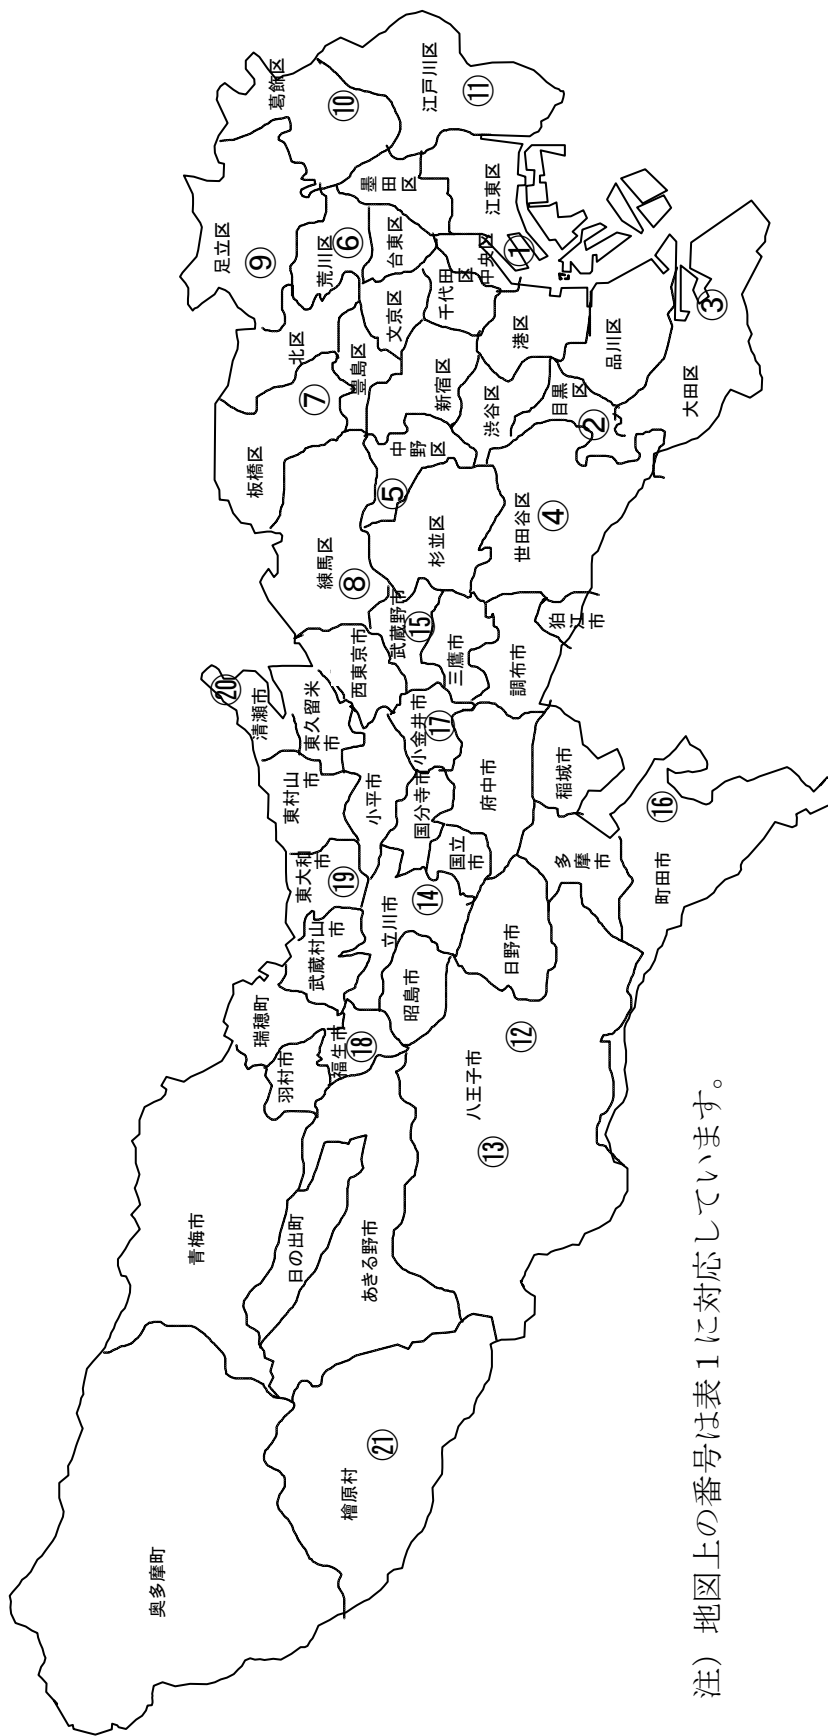 奥多摩町
檜原村
㉑
青梅市
日の出町
あきる野市
八王子市
⑬
⑫
瑞穂町
羽村市
福生市
⑱
武蔵村山
市
昭島市
立川市
⑭
日野市
東大和
市
⑲
東村山
市
小平市
国分寺市
国立
市
府中市
多摩
市
稲城市
町田市
⑯
清瀬市
⑳
東久留米
市
西東京市
小金井市
⑰
武蔵野市
⑮
三鷹市
調布市
狛江
市
練馬区
⑧
板橋区
⑦
杉並区
中野
区
⑤
世田谷区
④
北区
豊島区
新宿区
渋谷区
目黒
区
②
大田区
③
品川区
港区
足立区
⑨
荒川区
⑥
文京区
台東区
千代田
区
中央区
①
墨田
区
江東区
葛飾
区
⑩
江戸川区
⑪
注）地図上の番号は表１に対応しています。